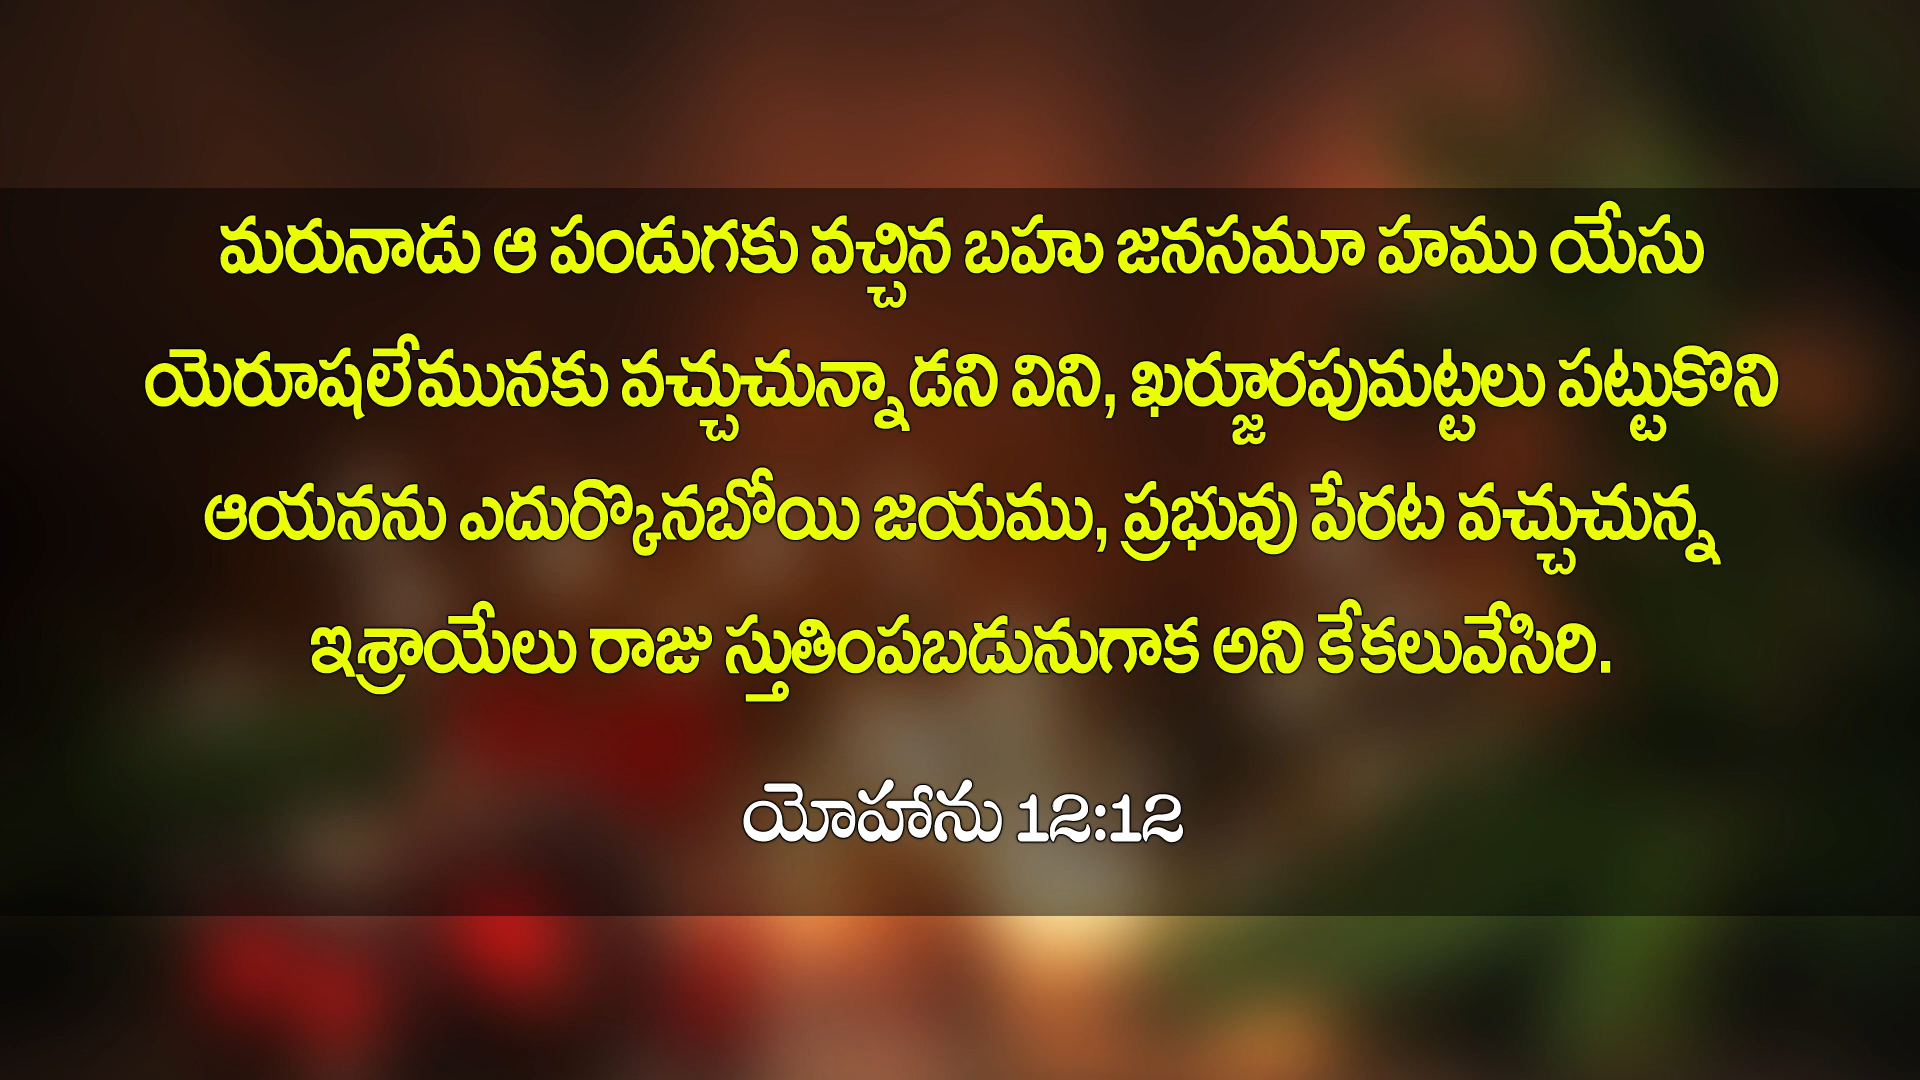 మరునాడు ఆ పండుగకు వచ్చిన బహు జనసమూ హము యేసు
యెరూషలేమునకు వచ్చుచున్నాడని విని, ఖర్జూరపుమట్టలు పట్టుకొని
ఆయనను ఎదుర్కొనబోయి జయము, ప్రభువు పేరట వచ్చుచున్న
ఇశ్రాయేలు రాజు స్తుతింపబడునుగాక అని కేకలువేసిరి.
యోహాను 12:12